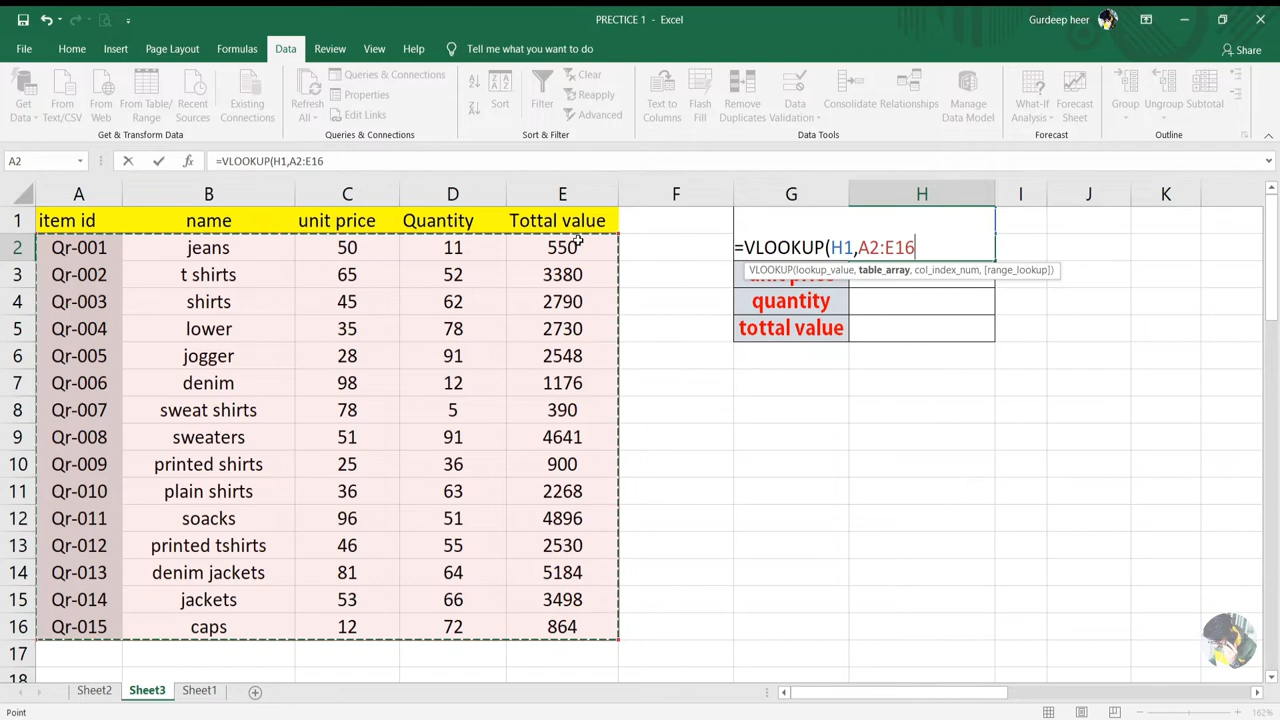 PRECTICE 1 - Excel
Gurdeep heer
File Home Insert Page Layout Formulas Data Review View Help Tell me what you want to do Share
Get Data From Text/CSV From Web From Table/ Range Recent Sources Existing Connections
Get & Transform Data
Refresh All Queries & Connections Properties Edit Links
Queries & Connections
Sort Filter Clear Reapply Advanced
Sort & Filter
Text to Columns Flash Fill Remove Duplicates Data Validation Consolidate Relationships Manage Data Model
Data Tools
What-If Analysis Forecast Sheet
Forecast
Group Ungroup Subtotal
Outline
A2 fx =VLOOKUP(H1,A2:E16
A B C D E F G H I J K
1 item id name unit price Quantity Tottal value
2 Qr-001 jeans 50 11 550 =VLOOKUP(H1,A2:E16
VLOOKUP(lookup_value, table_array, col_index_num, [range_lookup])
3 Qr-002 t shirts 65 52 3380 unit price
4 Qr-003 shirts 45 62 2790 quantity
5 Qr-004 lower 35 78 2730 tottal value
6 Qr-005 jogger 28 91 2548
7 Qr-006 denim 98 12 1176
8 Qr-007 sweat shirts 78 5 390
9 Qr-008 sweaters 51 91 4641
10 Qr-009 printed shirts 25 36 900
11 Qr-010 plain shirts 36 63 2268
12 Qr-011 soacks 96 51 4896
13 Qr-012 printed tshirts 46 55 2530
14 Qr-013 denim jackets 81 64 5184
15 Qr-014 jackets 53 66 3498
16 Qr-015 caps 12 72 864
17
18
Sheet2 Sheet3 Sheet1
Point 162%